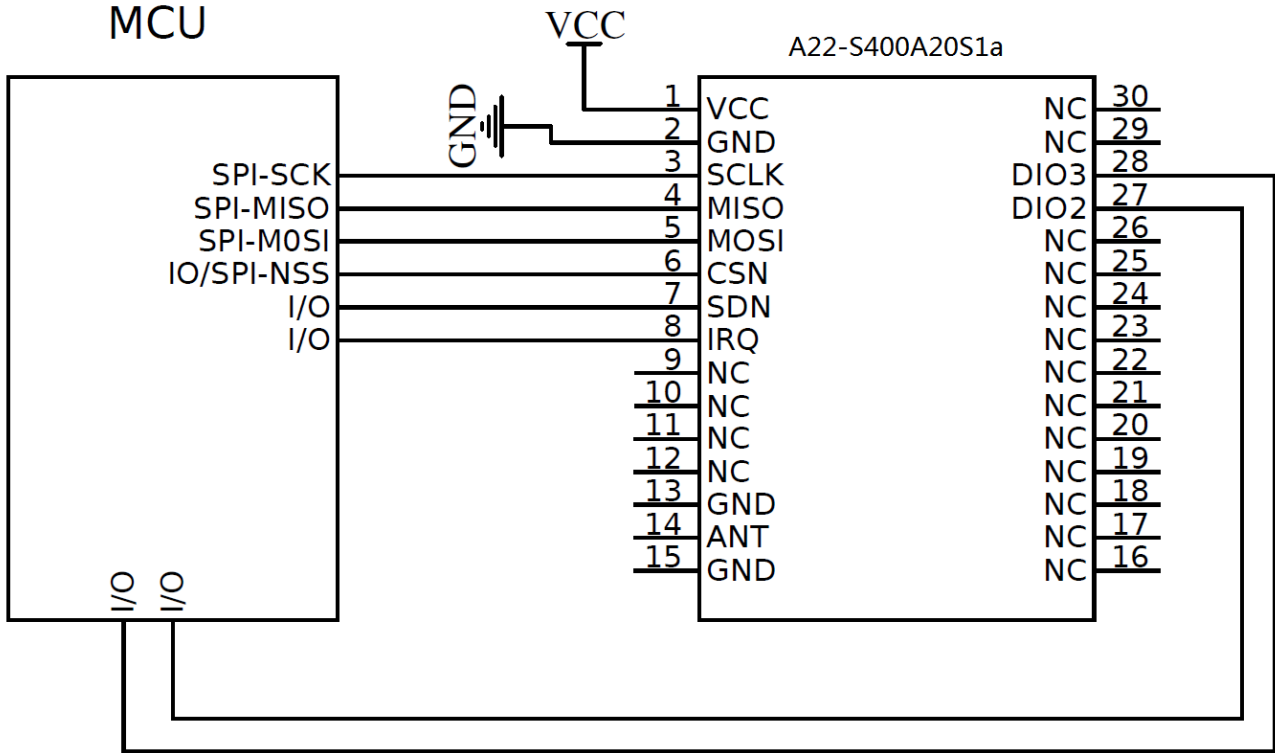 MCU
VCC
A22-S400A20S1a
GND
SPI-SCK
SPI-MISO
SPI-M0SI
IO/SPI-NSS
I/O
I/O
I/O
I/O
1 VCC
2 GND
3 SCLK
4 MISO
5 MOSI
6 CSN
7 SDN
8 IRQ
9 NC
10 NC
11 NC
12 NC
13 GND
14 ANT
15 GND
NC 30
NC 29
DIO3 28
DIO2 27
NC 26
NC 25
NC 24
NC 23
NC 22
NC 21
NC 20
NC 19
NC 18
NC 17
NC 16